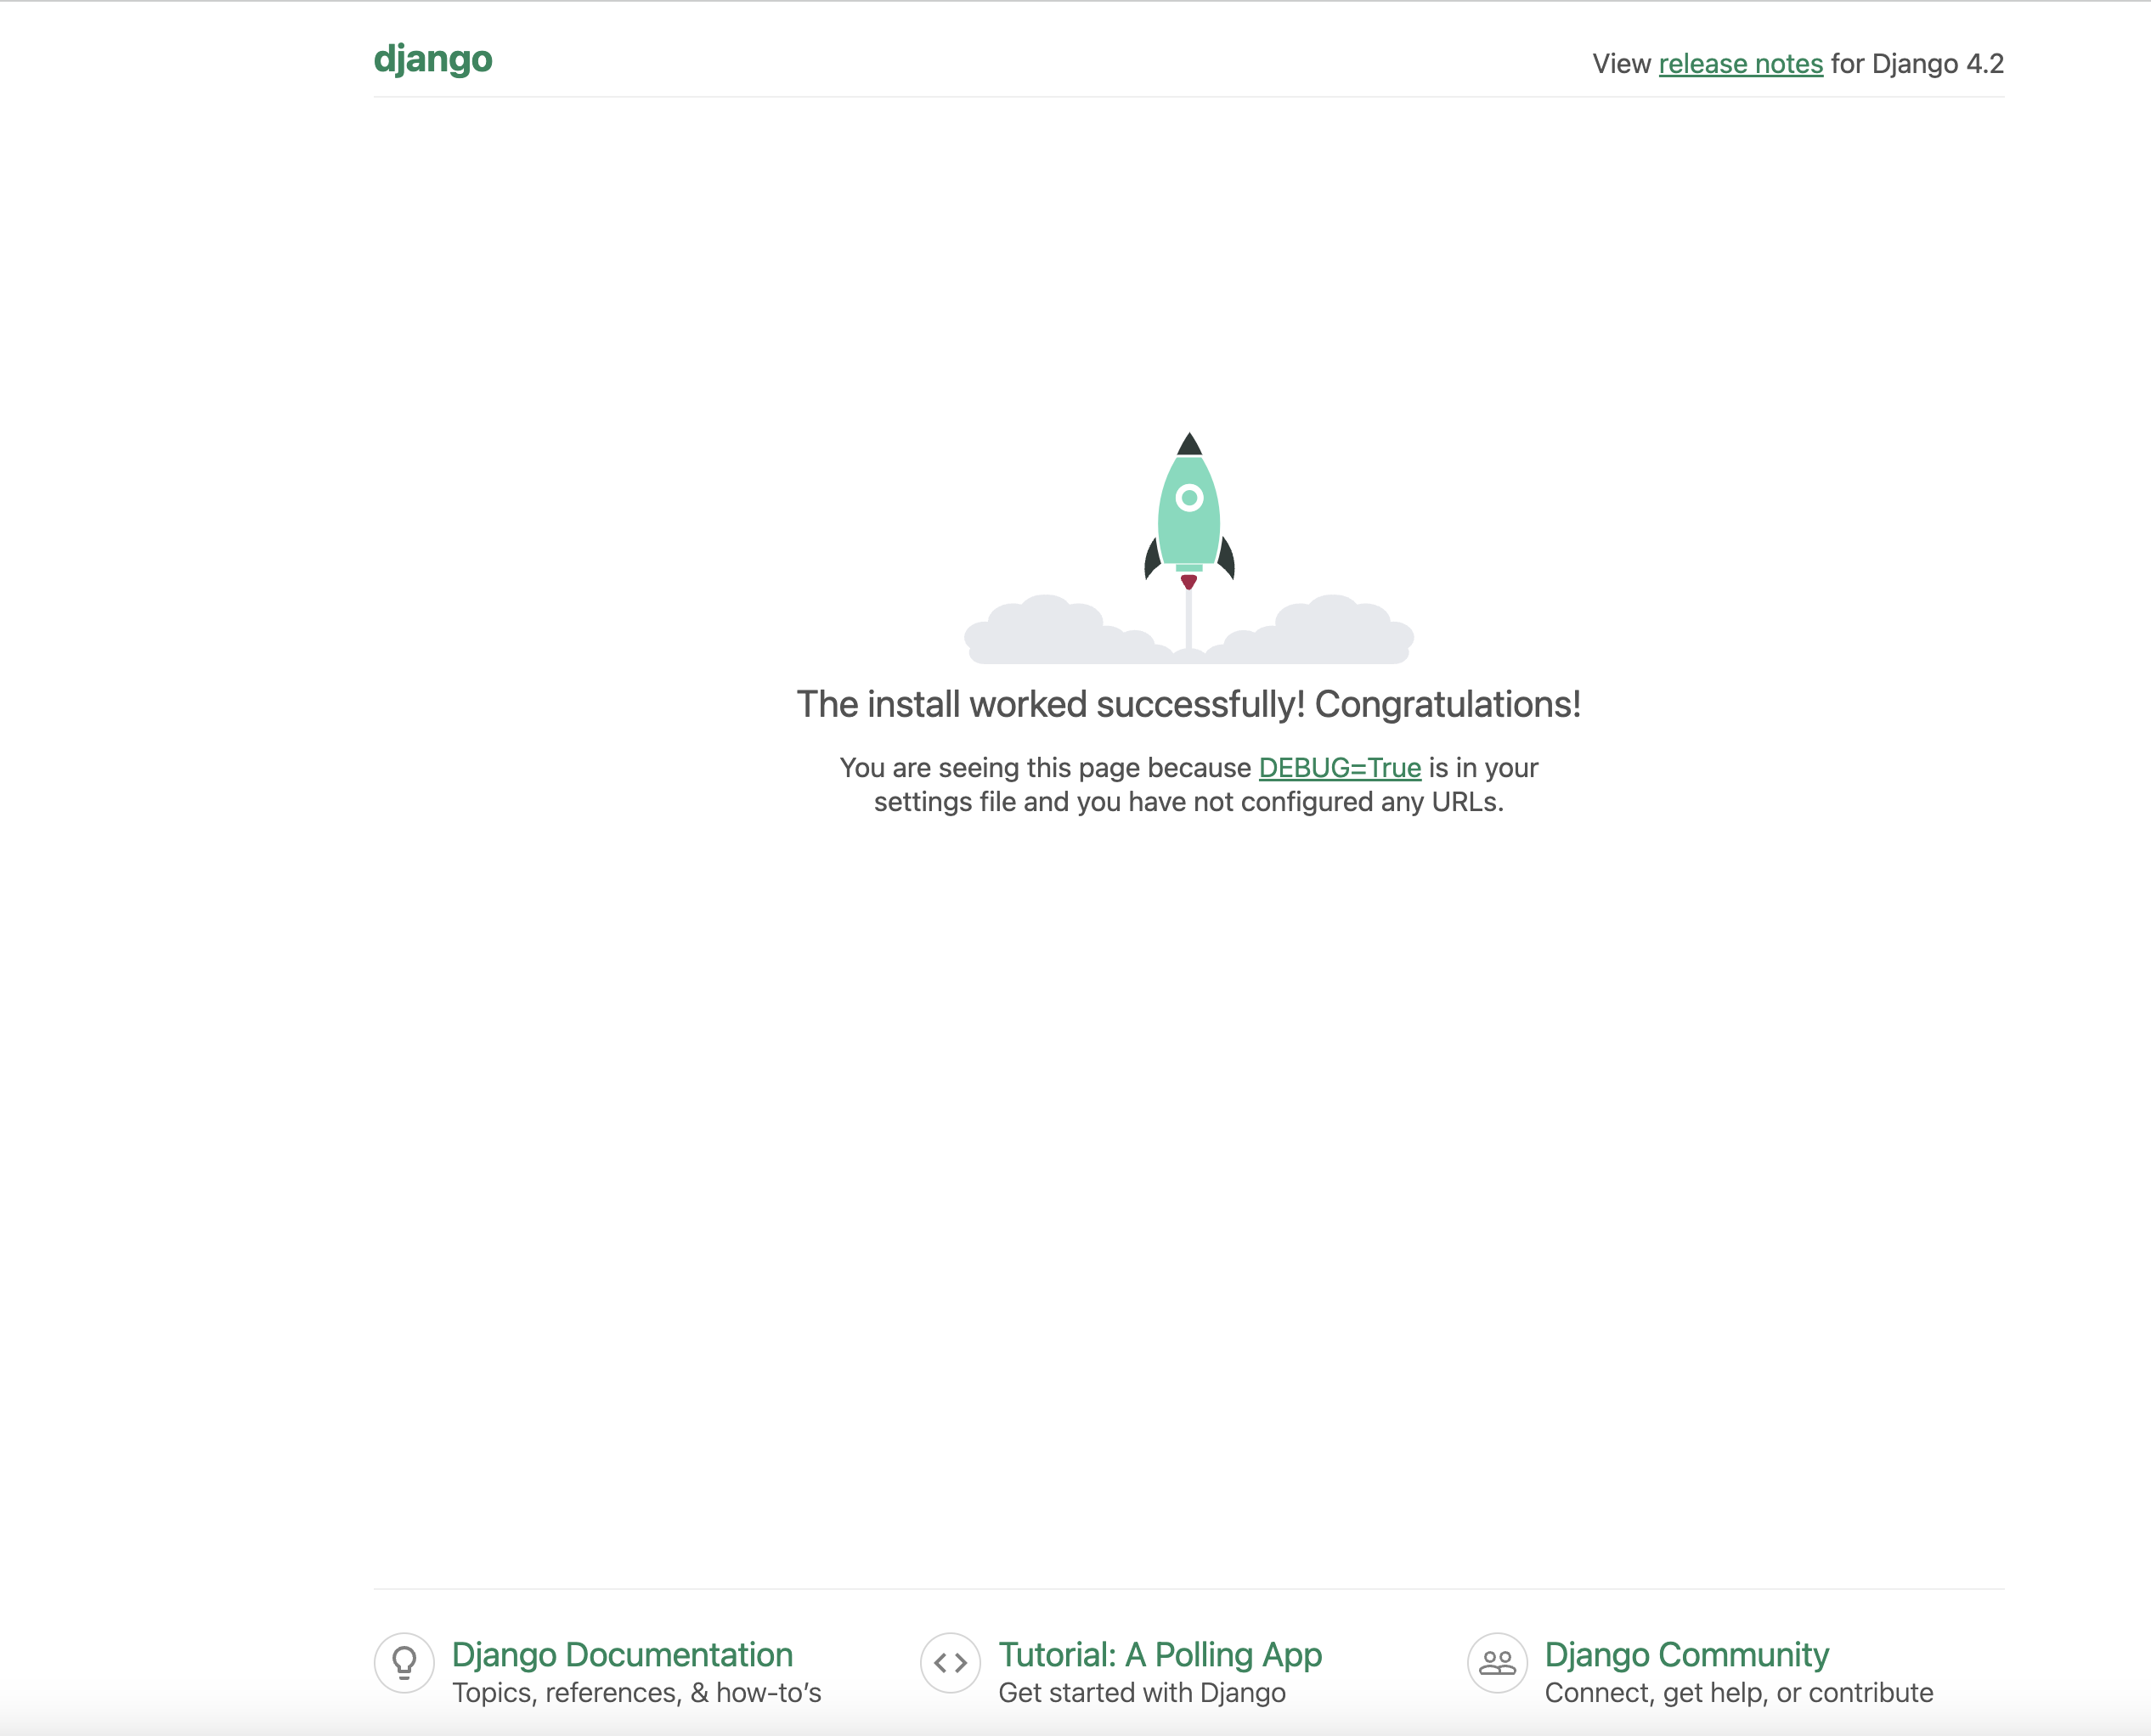 django
View release notes for Django 4.2
The install worked successfully! Congratulations!
You are seeing this page because DEBUG=True is in your
settings file and you have not configured any URLs.
Django Documentation
Topics, references, & how-to’s
Tutorial: A Polling App
Get started with Django
Django Community
Connect, get help, or contribute